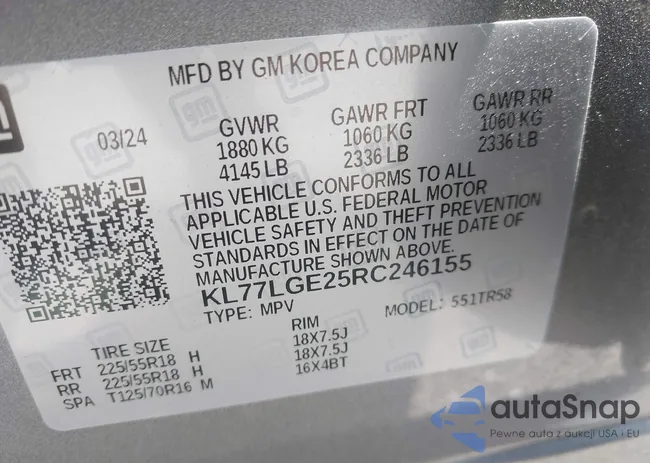 MFD BY GM KOREA COMPANY
03/24
GVWR GAWR FRT GAWR RR
1880 KG 1060 KG 1060 KG
4145 LB 2336 LB 2336 LB
THIS VEHICLE CONFORMS TO ALL
APPLICABLE U.S. FEDERAL MOTOR
VEHICLE SAFETY AND THEFT PREVENTION
STANDARDS IN EFFECT ON THE DATE OF
MANUFACTURE SHOWN ABOVE.
KL77LGE25RC246155
TYPE: MPV MODEL: 551TR58
TIRE SIZE RIM
FRT 225/55R18 H 18X7.5J
RR 225/55R18 H 18X7.5J
SPA T125/70R16 M 16X4BT
autaSnap
Pewne auta z aukcji USA i EU